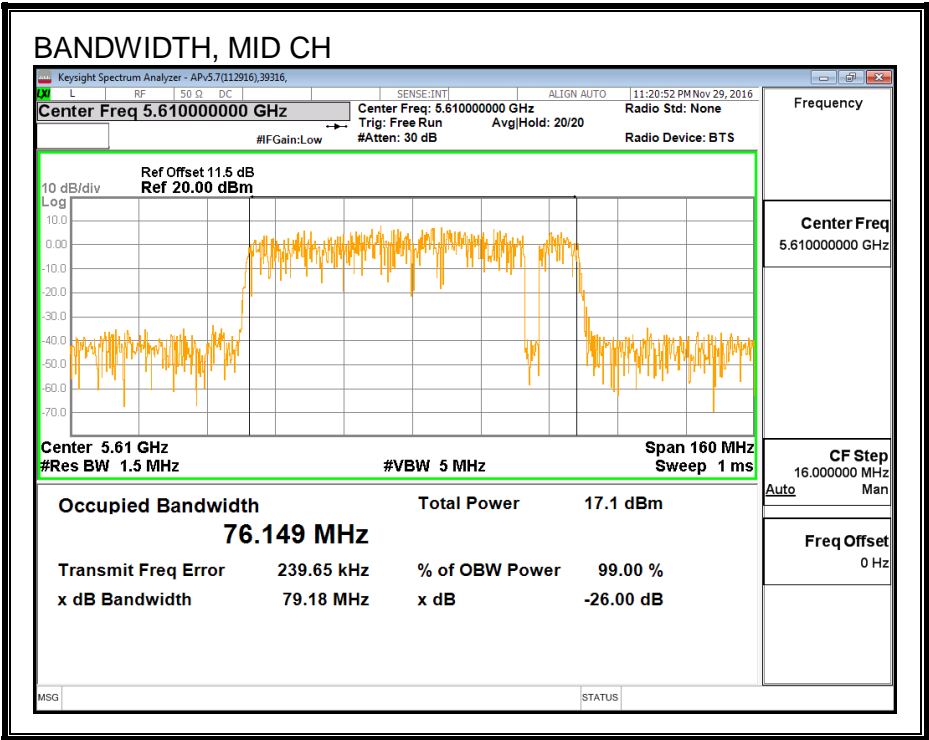 BANDWIDTH, MID CH
Keysight Spectrum Analyzer - APv5.7(112916),39316,
LXI L RF 50 Ω DC SENSE:INT ALIGN AUTO 11:20:52 PM Nov 29, 2016
Center Freq 5.610000000 GHz
Center Freq: 5.610000000 GHz
Radio Std: None
Trig: Free Run Avg|Hold: 20/20
#IFGain:Low #Atten: 30 dB Radio Device: BTS
Ref Offset 11.5 dB
10 dB/div Ref 20.00 dBm
Log
10.0
0.00
-10.0
-20.0
-30.0
-40.0
-50.0
-60.0
-70.0
Center 5.61 GHz Span 160 MHz
#Res BW 1.5 MHz #VBW 5 MHz Sweep 1 ms
Occupied Bandwidth Total Power 17.1 dBm
76.149 MHz
Transmit Freq Error 239.65 kHz % of OBW Power 99.00 %
x dB Bandwidth 79.18 MHz x dB -26.00 dB
MSG STATUS
Frequency
Center Freq
5.610000000 GHz
CF Step
16.000000 MHz
Auto Man
Freq Offset
0 Hz